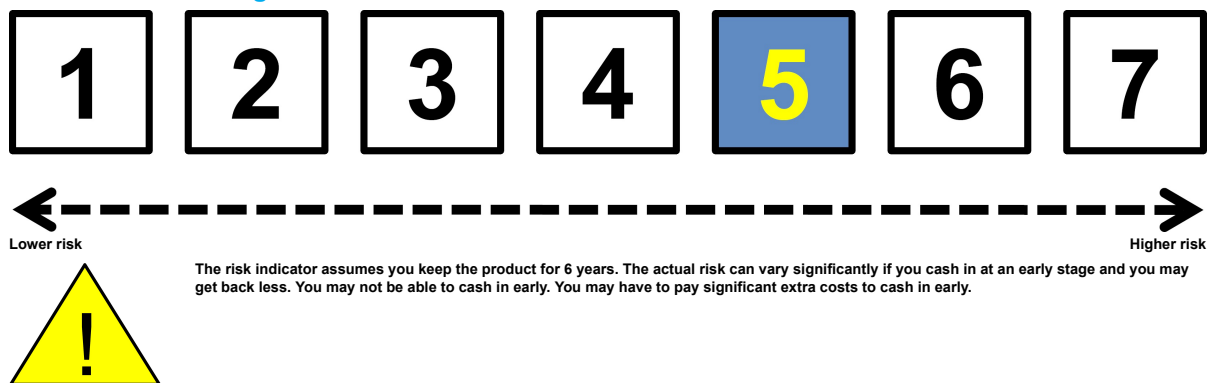 1 2 3 4 5 6 7
Lower risk Higher risk
The risk indicator assumes you keep the product for 6 years. The actual risk can vary significantly if you cash in at an early stage and you may
get back less. You may not be able to cash in early. You may have to pay significant extra costs to cash in early.
!